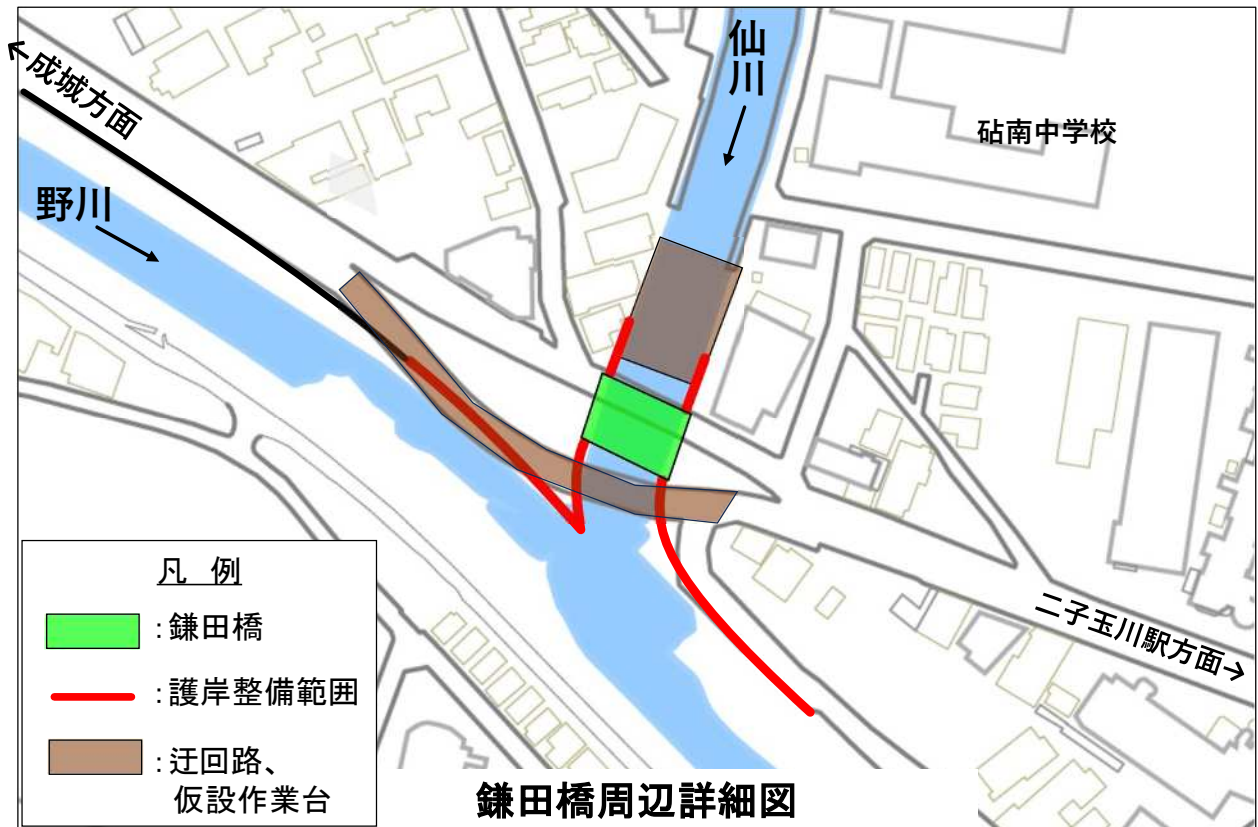 ←成城方面
仙川
砧南中学校
野川
二子玉川駅方面→
凡 例
:鎌田橋
:護岸整備範囲
:迂回路、
仮設作業台
鎌田橋周辺詳細図